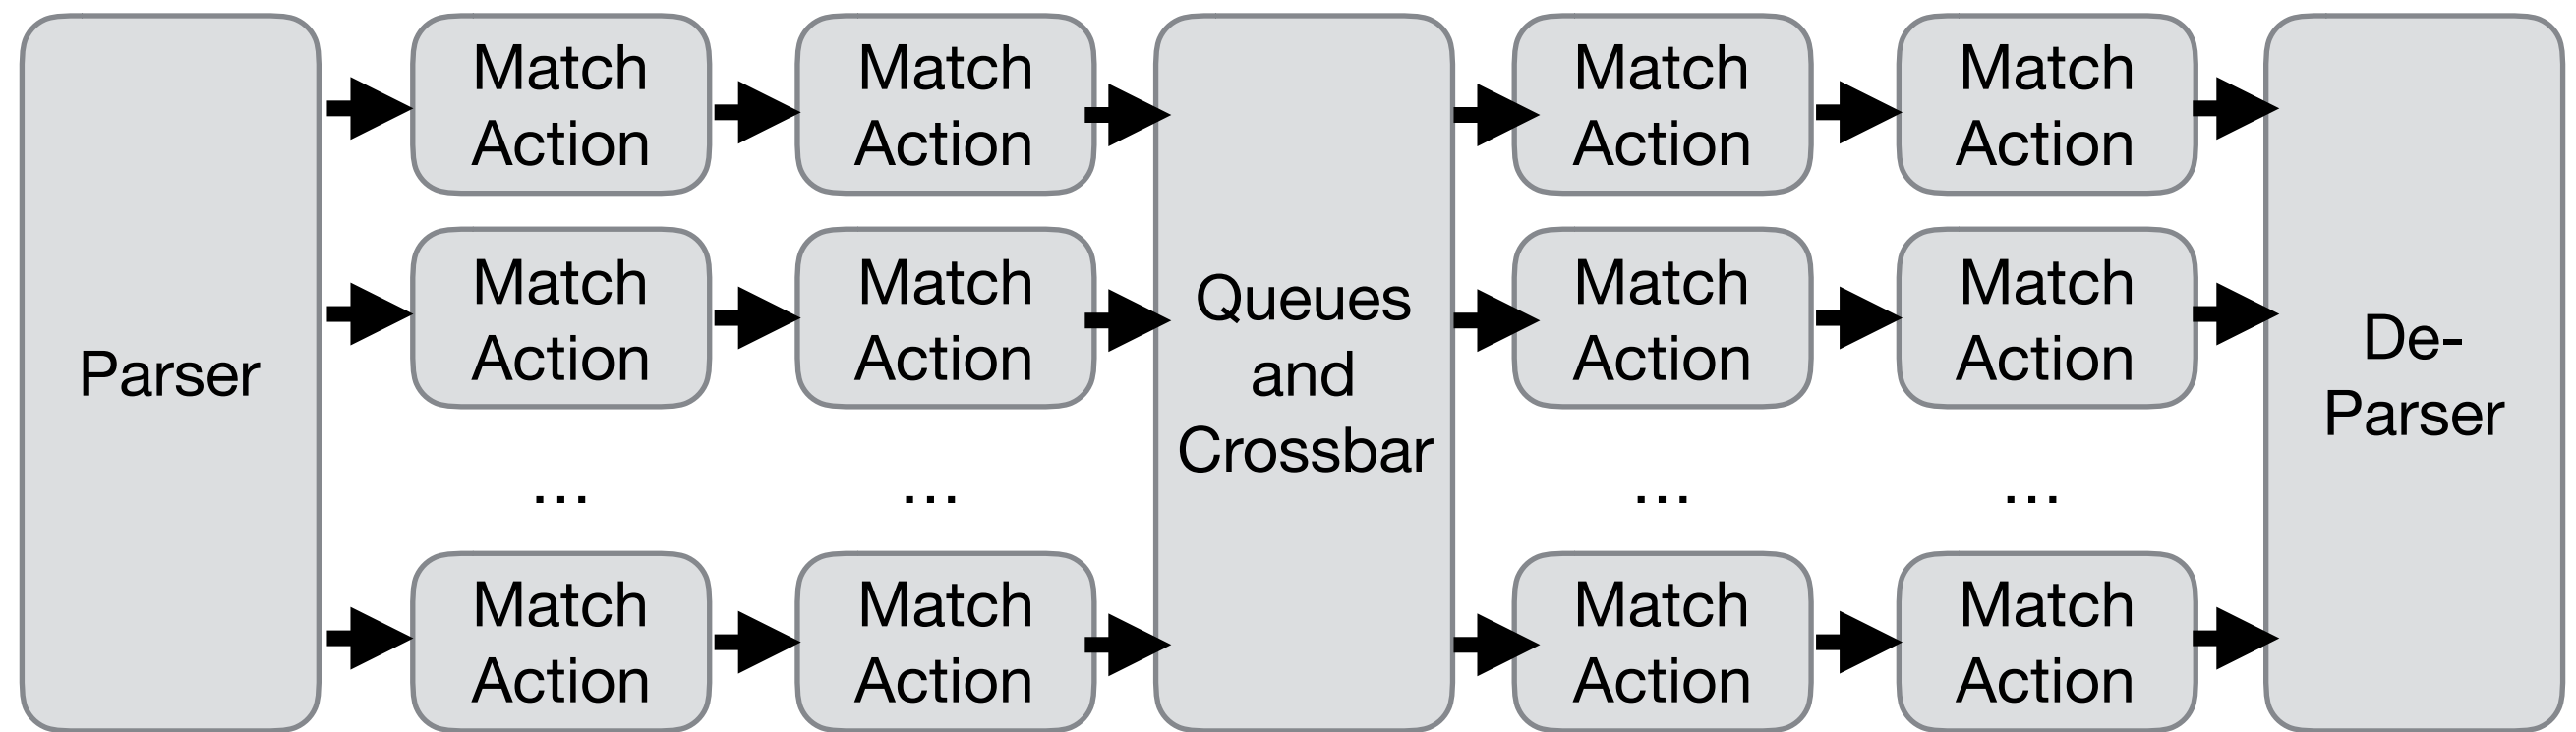 Parser
Match
Action
Match
Action
Match
Action
Match
Action
...
...
Match
Action
Match
Action
Queues
and
Crossbar
Match
Action
Match
Action
Match
Action
Match
Action
...
...
Match
Action
Match
Action
De-
Parser